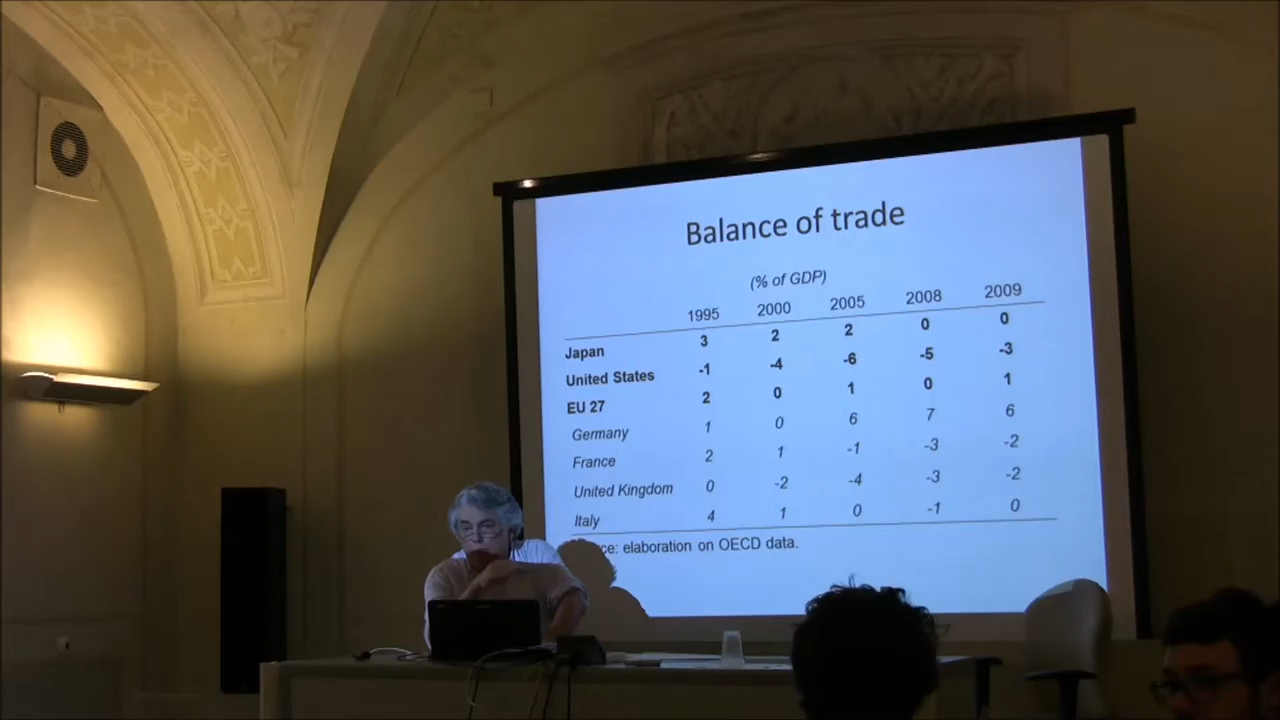 Balance of trade
(% of GDP)
1995 2000 2005 2008 2009
Japan 3 2 2 0 0
United States -1 -4 -6 -5 -3
EU 27 2 0 1 0 1
Germany 1 0 6 7 6
France 2 1 -1 -3 -2
United Kingdom 0 -2 -4 -3 -2
Italy 4 1 0 -1 0
elaboration on OECD data.